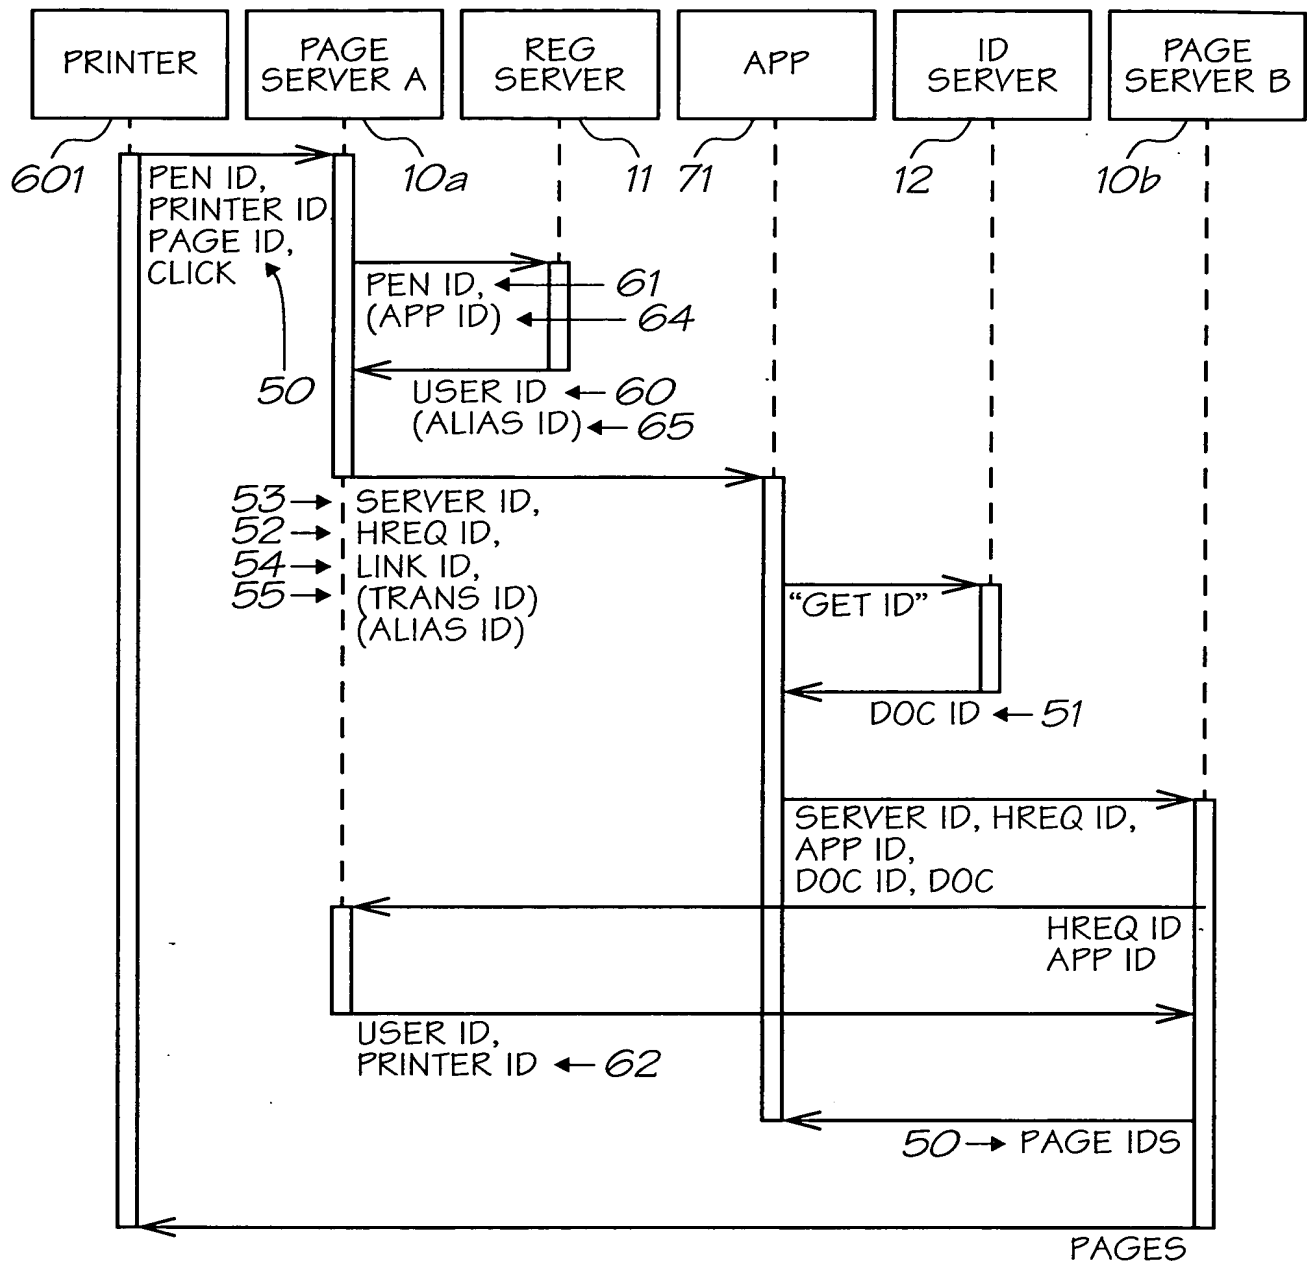 PRINTER
PAGE
SERVER A
REG
SERVER
APP
ID
SERVER
PAGE
SERVER B
601
10a
11
71
12
10b
PEN ID,
PRINTER ID
PAGE ID,
CLICK
50
PEN ID,
61
(APP ID)
64
USER ID
60
(ALIAS ID)
65
53
SERVER ID,
52
HREQ ID,
54
LINK ID,
55
(TRANS ID)
(ALIAS ID)
"GET ID"
DOC ID
51
SERVER ID, HREQ ID,
APP ID,
DOC ID, DOC
HREQ ID
APP ID
USER ID,
PRINTER ID
62
50
PAGE IDS
PAGES